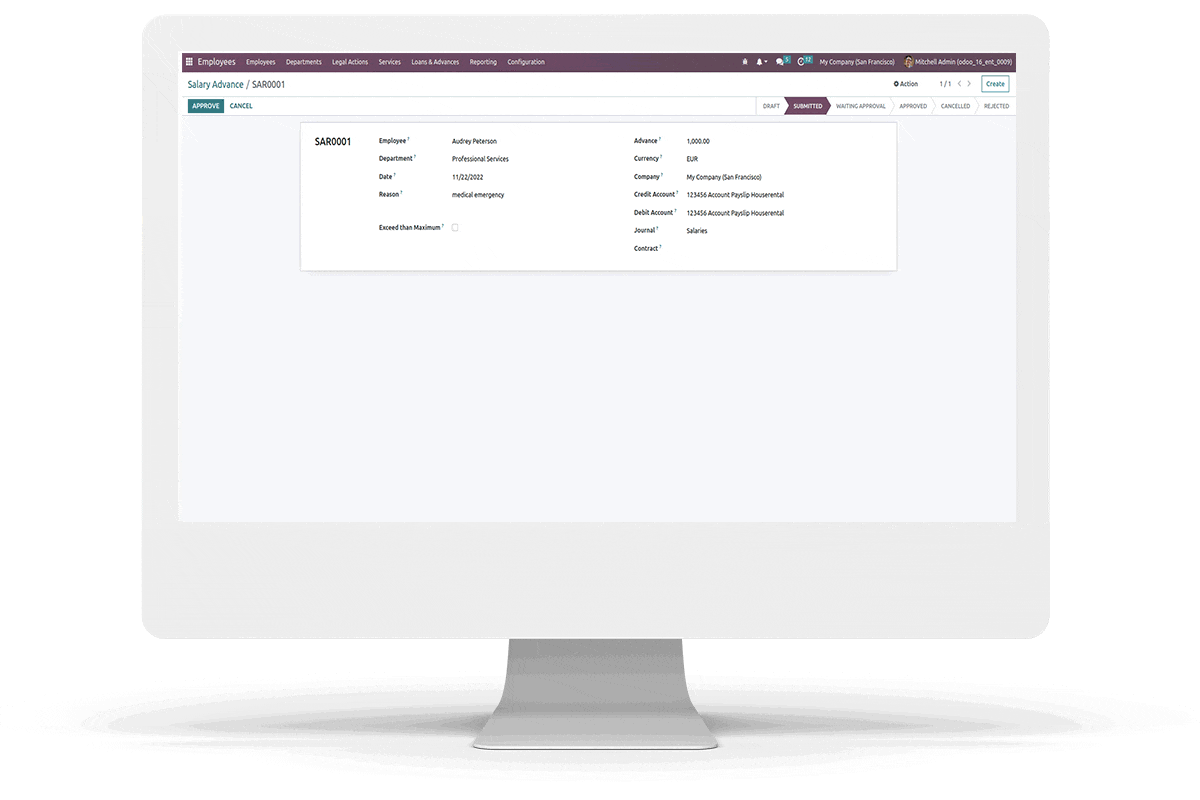 Employees Employees Departments Legal Actions Services Loans & Advances Reporting Configuration 5 12 My Company (San Francisco) Mitchell Admin (odoo_16_ent_0009)
Salary Advance / SAR0001 Action 1 / 1 Create
APPROVE CANCEL DRAFT SUBMITTED WAITING APPROVAL APPROVED CANCELLED REJECTED
SAR0001 Employee ? Audrey Peterson Advance ? 1,000.00
Department ? Professional Services Currency ? EUR
Date ? 11/22/2022 Company ? My Company (San Francisco)
Reason ? medical emergency Credit Account ? 123456 Account Payslip Houserental
Debit Account ? 123456 Account Payslip Houserental
Exceed than Maximum ? Journal ? Salaries
Contract ?